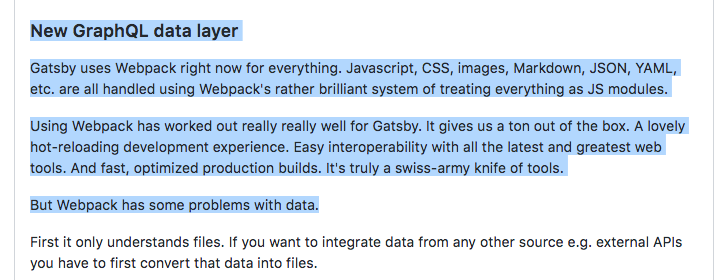 New GraphQL data layer
Gatsby uses Webpack right now for everything. Javascript, CSS, images, Markdown, JSON, YAML,
etc. are all handled using Webpack's rather brilliant system of treating everything as JS modules.
Using Webpack has worked out really really well for Gatsby. It gives us a ton out of the box. A lovely
hot-reloading development experience. Easy interoperability with all the latest and greatest web
tools. And fast, optimized production builds. It's truly a swiss-army knife of tools.
But Webpack has some problems with data.
First it only understands files. If you want to integrate data from any other source e.g. external APIs
you have to first convert that data into files.